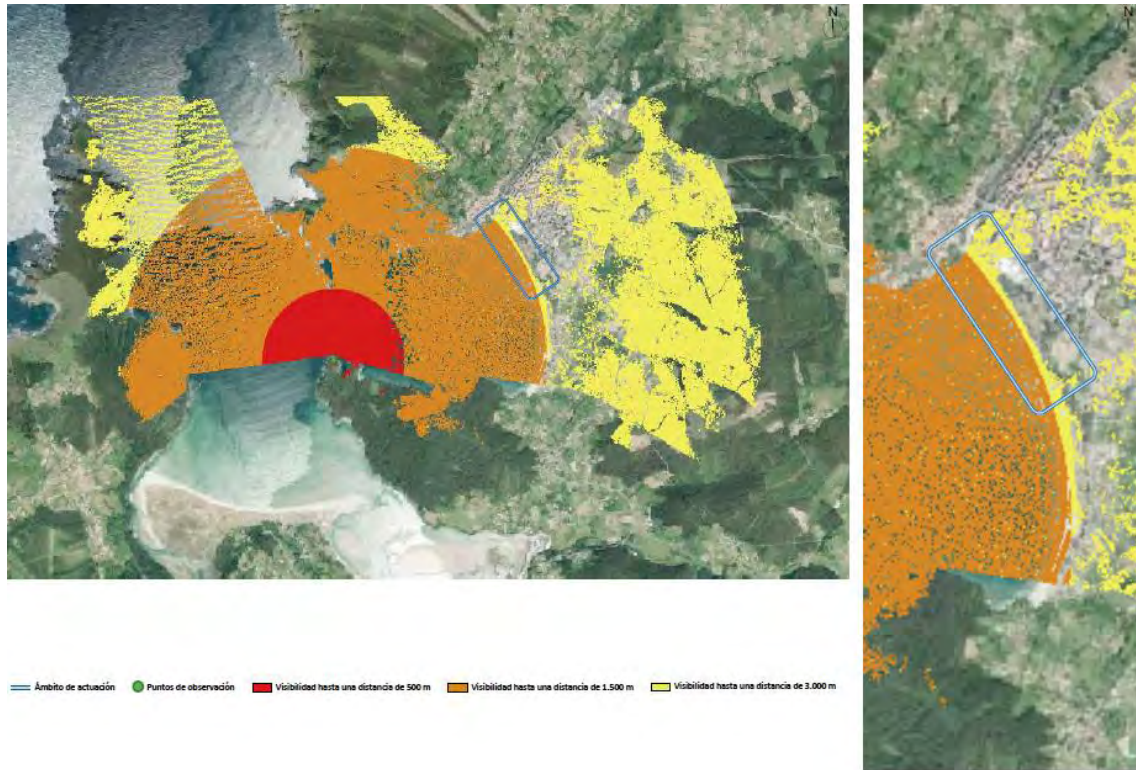 N
N
Ámbito de actuación
Puntos de observación
Visibilidad hasta una distancia de 500 m
Visibilidad hasta una distancia de 1.500 m
Visibilidad hasta una distancia de 3.000 m